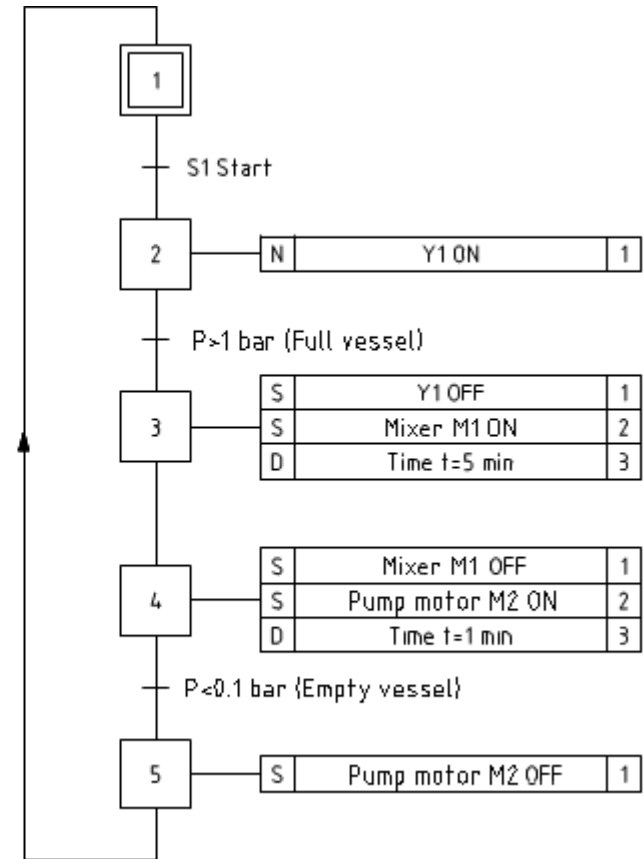 1
S1 Start
2
N Y1 ON 1
P>1 bar (Full vessel)
3
S Y1 OFF 1
S Mixer M1 ON 2
D Time t=5 min 3
4
S Mixer M1 OFF 1
S Pump motor M2 ON 2
D Time t=1 min 3
P<0.1 bar (Empty vessel)
5
S Pump motor M2 OFF 1